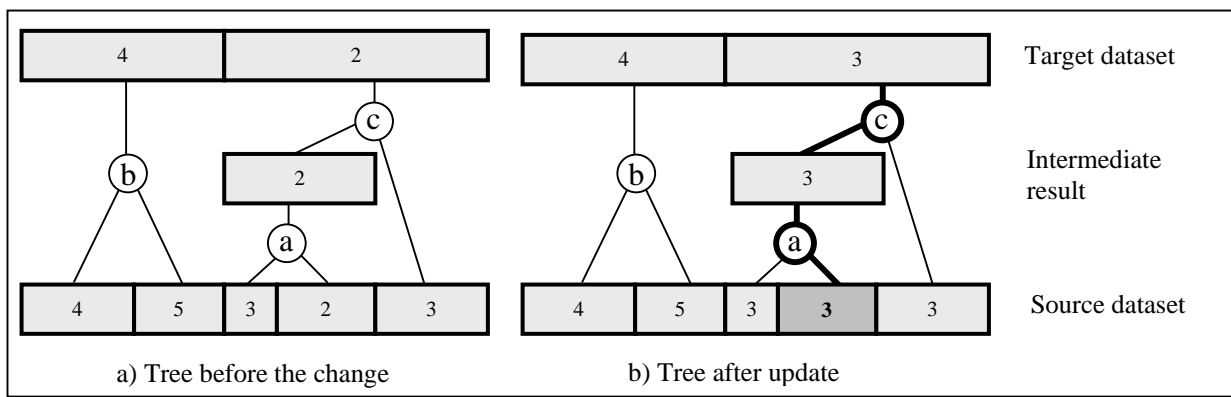 4 2
c
b
2
a
4 5 3 2 3
a) Tree before the change
4 3
c
b
3
a
4 5 3 3 3
b) Tree after update
Target dataset
Intermediate
result
Source dataset